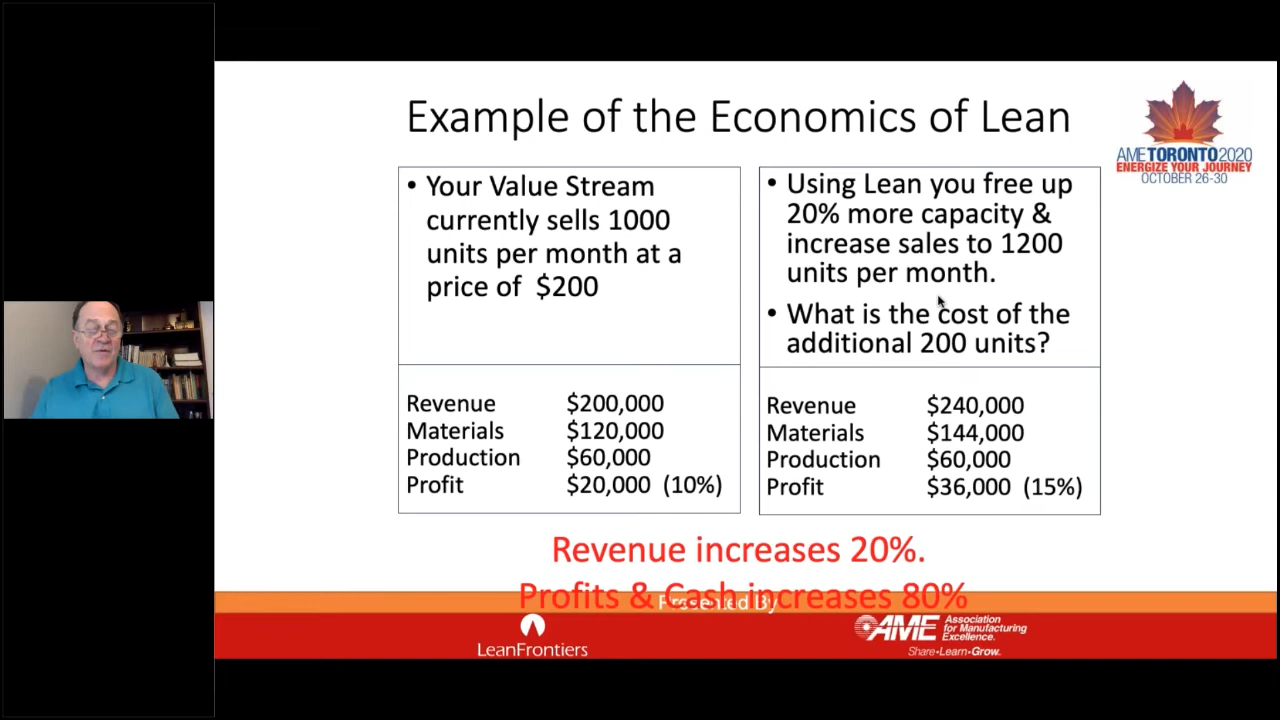 Example of the Economics of Lean
AMETORONTO2020
ENERGIZE YOUR JOURNEY
OCTOBER 26-30
• Your Value Stream
currently sells 1000
units per month at a
price of $200
Revenue $200,000
Materials $120,000
Production $60,000
Profit $20,000 (10%)
• Using Lean you free up
20% more capacity &
increase sales to 1200
units per month.
• What is the cost of the
additional 200 units?
Revenue $240,000
Materials $144,000
Production $60,000
Profit $36,000 (15%)
Revenue increases 20%.
Profits & Cash increases 80%
Presented By
LeanFrontiers
AME
Association
for Manufacturing
Excellence.
Share•Learn•Grow.